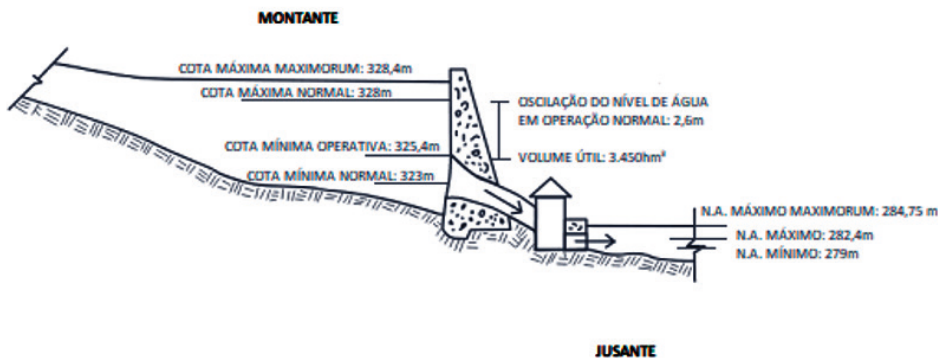 MONTANTE
COTA MÁXIMA MAXIMORUM: 328,4m
COTA MÁXIMA NORMAL: 328m
OSCILAÇÃO DO NÍVEL DE ÁGUA
EM OPERAÇÃO NORMAL: 2,6m
COTA MÍNIMA OPERATIVA: 325,4m
VOLUME ÚTIL: 3.450hm³
COTA MÍNIMA NORMAL: 323m
N.A. MÁXIMO MAXIMORUM: 284,75 m
N.A. MÁXIMO: 282,4m
N.A. MÍNIMO: 279m
JUSANTE